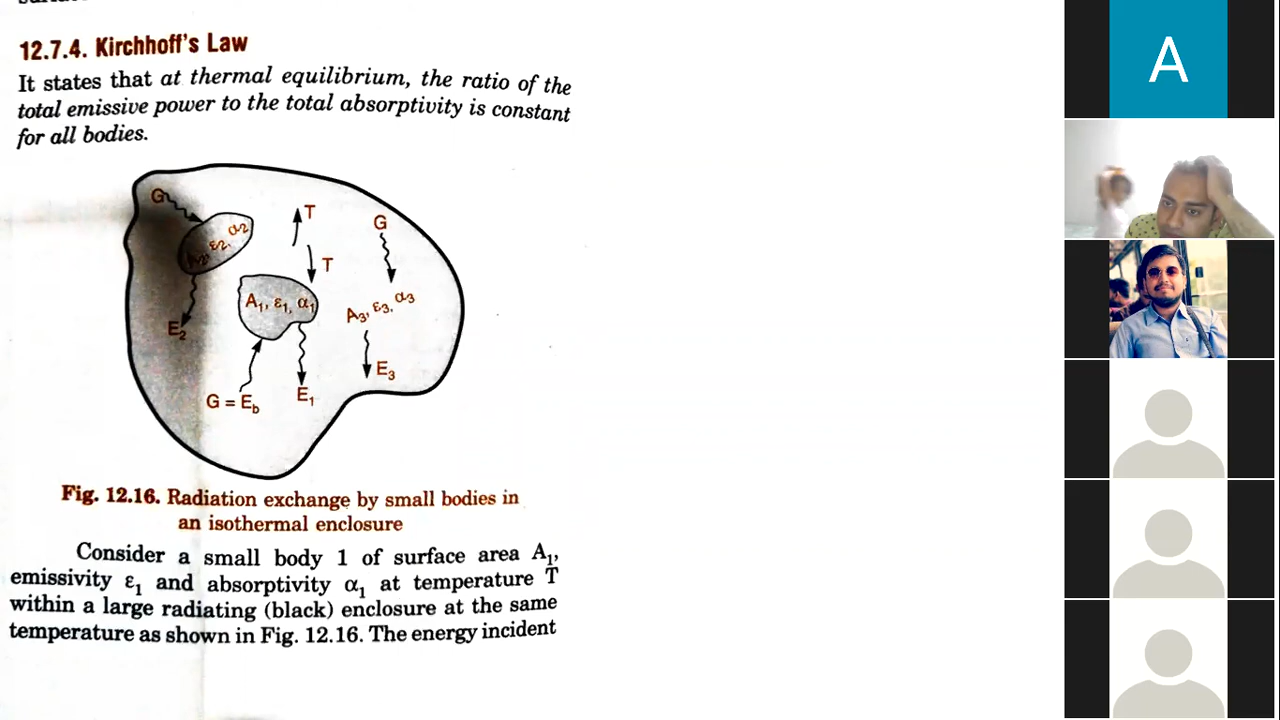 12.7.4. Kirchhoff's Law
It states that at thermal equilibrium, the ratio of the
total emissive power to the total absorptivity is constant
for all bodies.
G
ε2, α2
E2
T
T
G
A1, ε1, α1
A3, ε3, α3
G = Eb
E1
E3
Fig. 12.16. Radiation exchange by small bodies in
an isothermal enclosure
Consider a small body 1 of surface area A1,
emissivity ε1 and absorptivity α1 at temperature T
within a large radiating (black) enclosure at the same
temperature as shown in Fig. 12.16. The energy incident
A